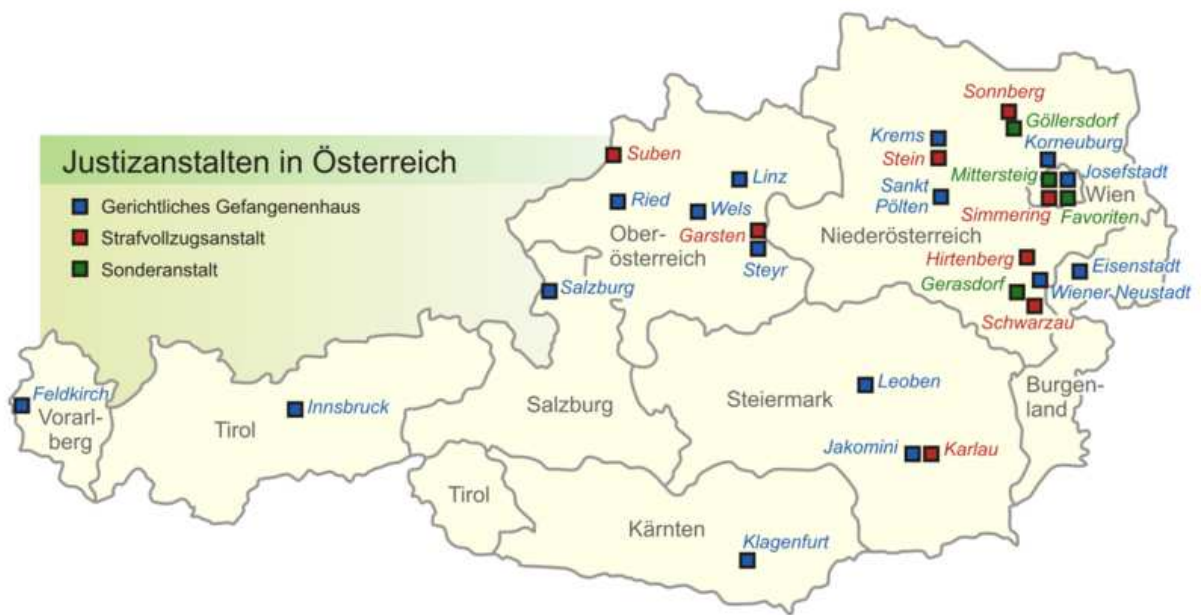 Justizanstalten in Österreich
Gerichtliches Gefangenenhaus
Strafvollzugsanstalt
Sonderanstalt
Sonnberg
Göllersdorf
Krems
Korneuburg
Stein
Mittersteig
Josefstadt
Wien
Sankt
Pölten
Simmering
Favoriten
Niederösterreich
Suben
Linz
Ried
Wels
Garsten
Ober-
österreich
Steyr
Hirtenberg
Eisenstadt
Gerasdorf
Wiener Neustadt
Schwarzau
Salzburg
Feldkirch
Vorarl-
berg
Tirol
Innsbruck
Salzburg
Steiermark
Leoben
Burgen-
land
Jakomini
Karlau
Tirol
Kärnten
Klagenfurt